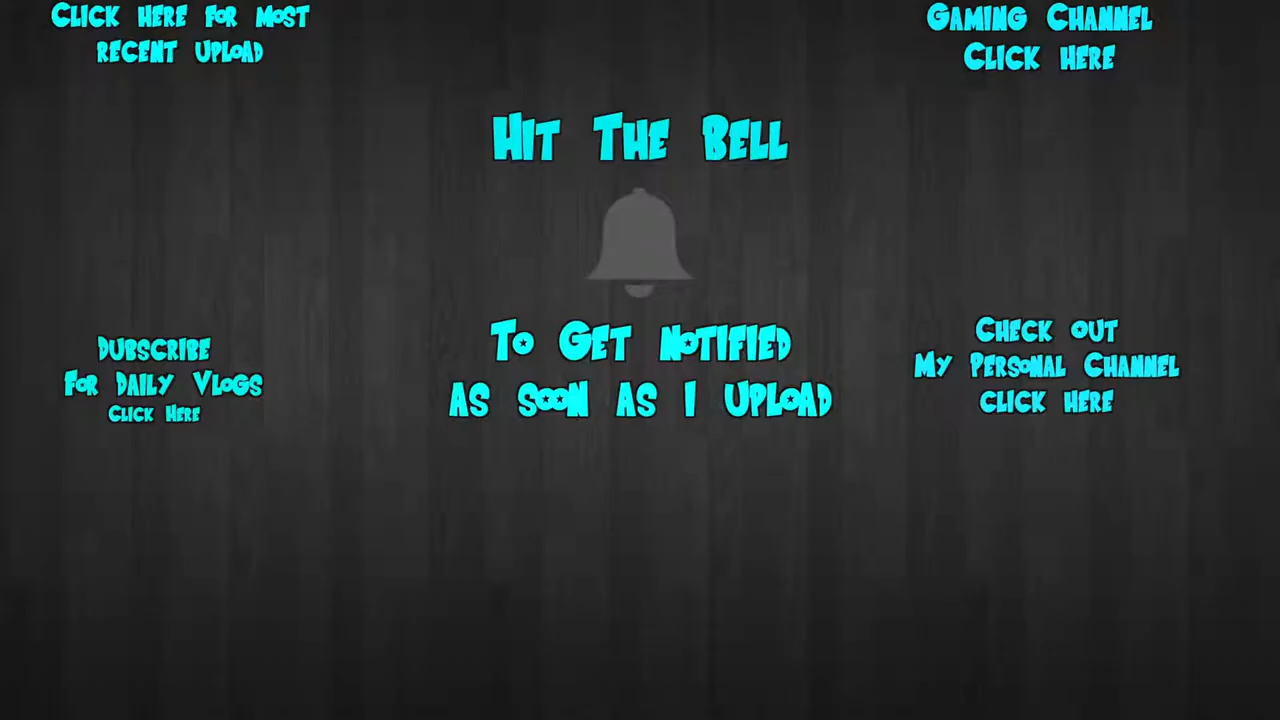 Click here for most
recent upload
Gaming Channel
Click here
Hit The Bell
To Get notified
as soon as I upload
Dubscribe
For Daily Vlogs
Click Here
Check out
My Personal Channel
click here